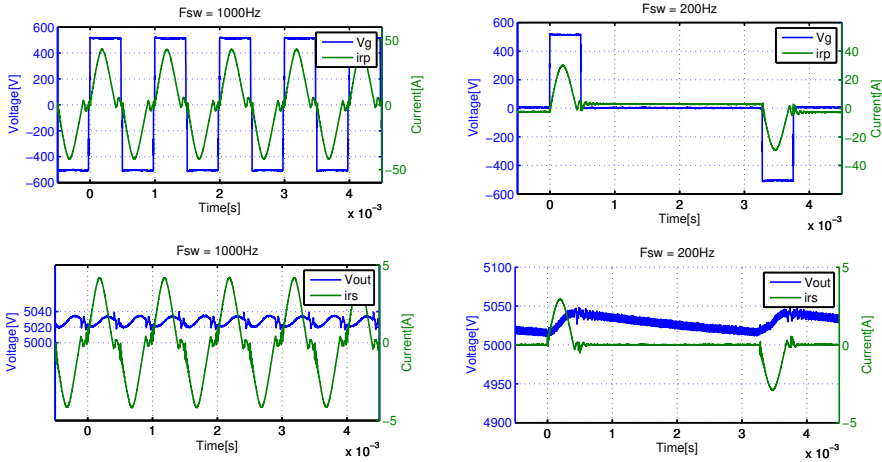 Fsw = 1000Hz
600
400
200
0
−200
−400
−600
Voltage[V]
50
0
−50
Current[A]
Vg
irp
0
1
2
3
4
Time[s]
x 10⁻³
Fsw = 200Hz
600
400
200
0
−200
−400
−600
Voltage[V]
40
20
0
−20
−40
Current[A]
Vg
irp
0
1
2
3
4
Time[s]
x 10⁻³
Fsw = 1000Hz
5040
5020
5000
Voltage[V]
5
0
−5
Current[A]
Vout
irs
0
1
2
3
4
Time[s]
x 10⁻³
Fsw = 200Hz
5100
5050
5000
4950
4900
Voltage[V]
5
0
−5
Current[A]
Vout
irs
0
1
2
3
4
Time[s]
x 10⁻³